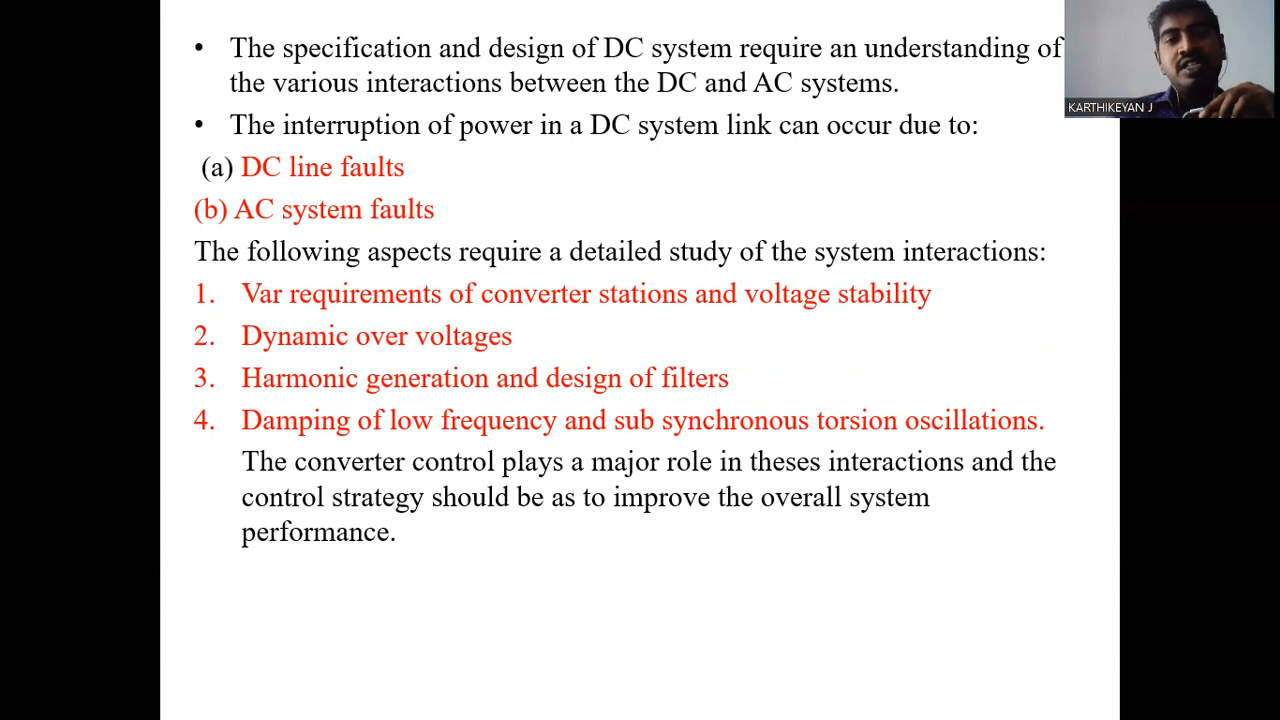 • The specification and design of DC system require an understanding of
the various interactions between the DC and AC systems.
• The interruption of power in a DC system link can occur due to:
(a) DC line faults
(b) AC system faults
The following aspects require a detailed study of the system interactions:
1. Var requirements of converter stations and voltage stability
2. Dynamic over voltages
3. Harmonic generation and design of filters
4. Damping of low frequency and sub synchronous torsion oscillations.
The converter control plays a major role in theses interactions and the
control strategy should be as to improve the overall system
performance.
KARTHIKEYAN J